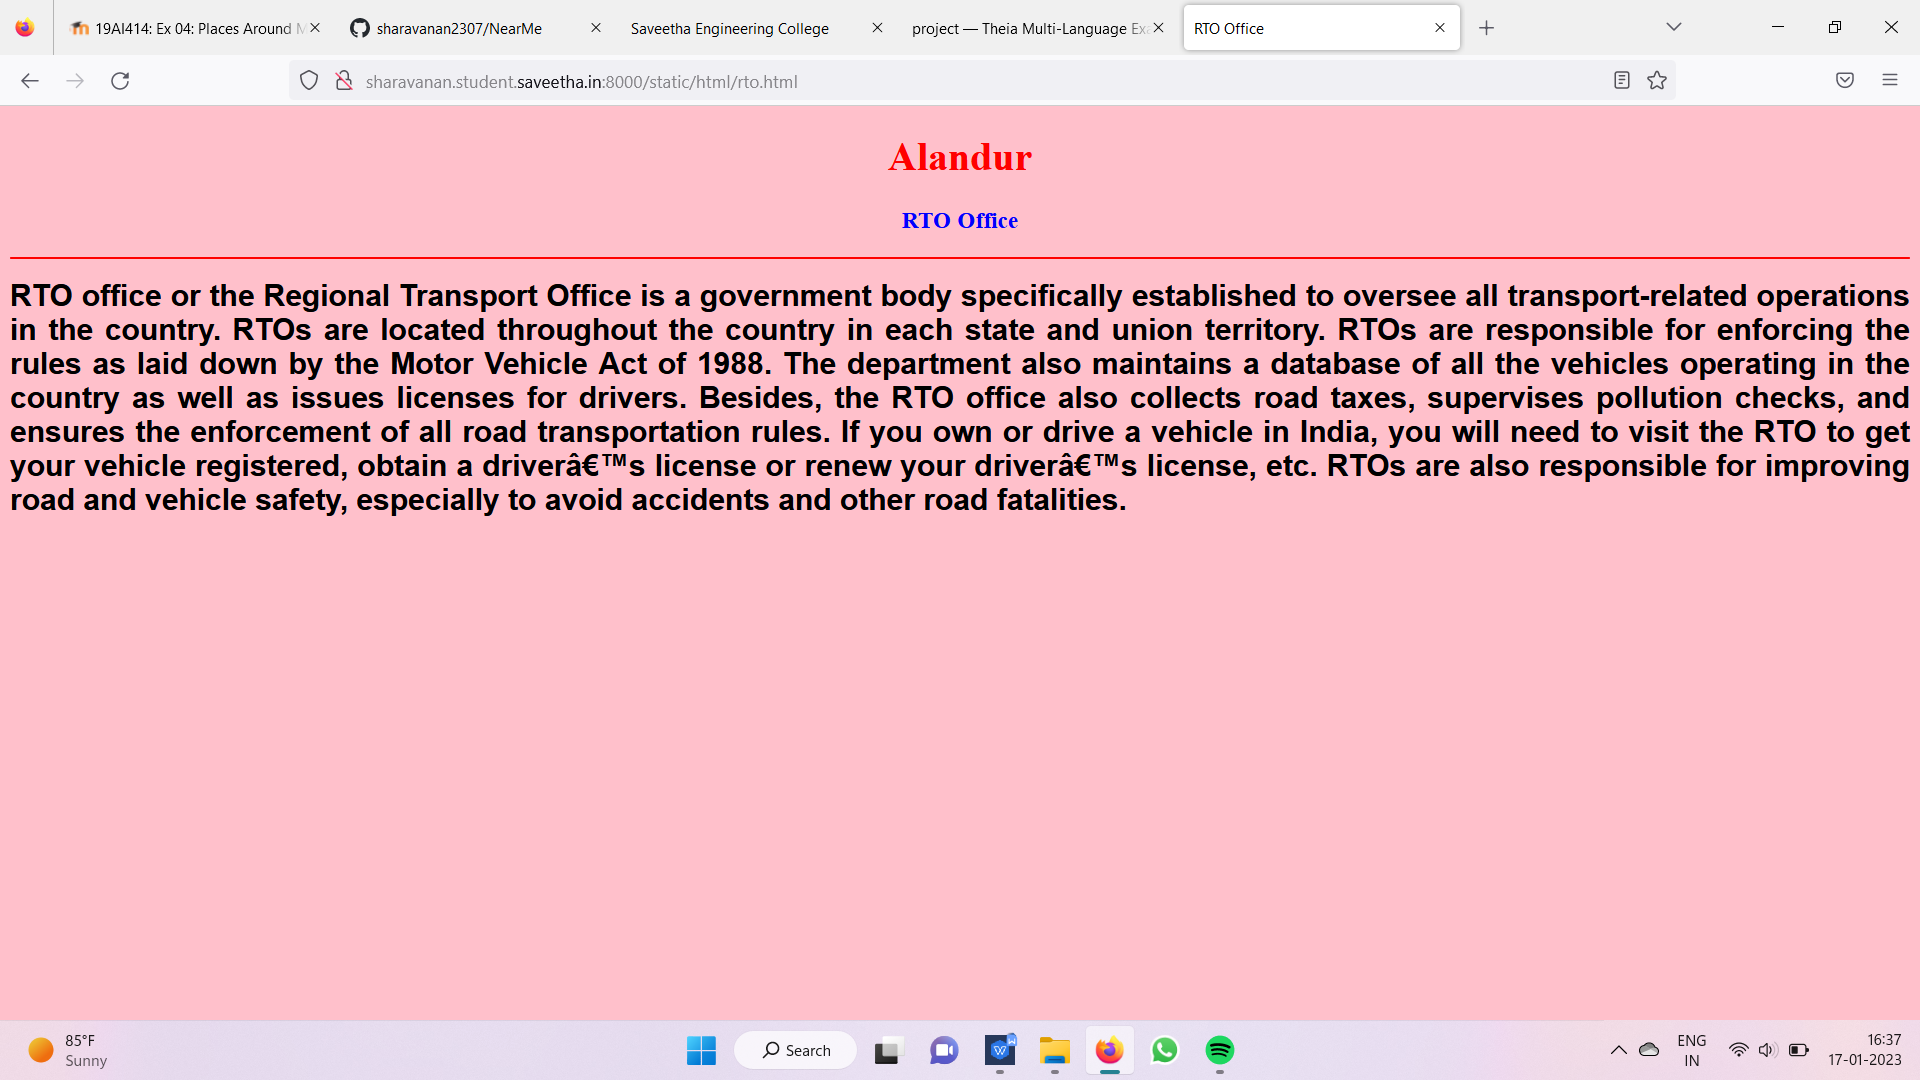 19AI414: Ex 04: Places Around M
sharavanan2307/NearMe
Saveetha Engineering College
project — Theia Multi-Language Exa
RTO Office
sharavanan.student.saveetha.in:8000/static/html/rto.html
Alandur
RTO Office
RTO office or the Regional Transport Office is a government body specifically established to oversee all transport-related operations
in the country. RTOs are located throughout the country in each state and union territory. RTOs are responsible for enforcing the
rules as laid down by the Motor Vehicle Act of 1988. The department also maintains a database of all the vehicles operating in the
country as well as issues licenses for drivers. Besides, the RTO office also collects road taxes, supervises pollution checks, and
ensures the enforcement of all road transportation rules. If you own or drive a vehicle in India, you will need to visit the RTO to get
your vehicle registered, obtain a driverâ€™s license or renew your driverâ€™s license, etc. RTOs are also responsible for improving
road and vehicle safety, especially to avoid accidents and other road fatalities.
85°F
Sunny
Search
ENG
IN
16:37
17-01-2023